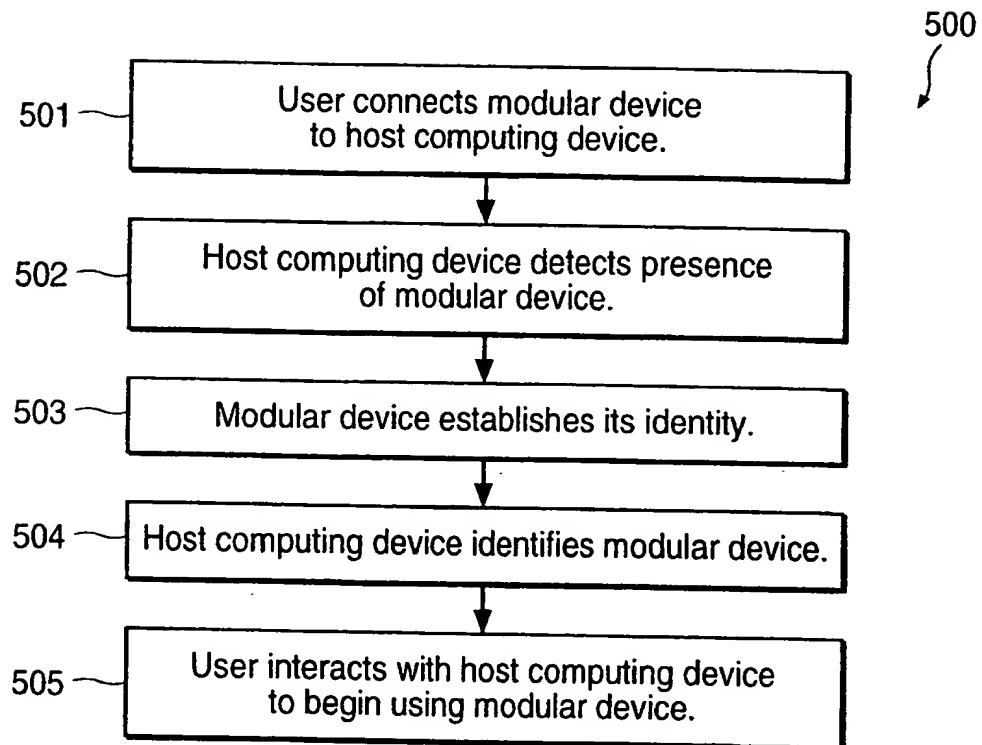 500
501
User connects modular device
to host computing device.
502
Host computing device detects presence
of modular device.
503
Modular device establishes its identity.
504
Host computing device identifies modular device.
505
User interacts with host computing device
to begin using modular device.